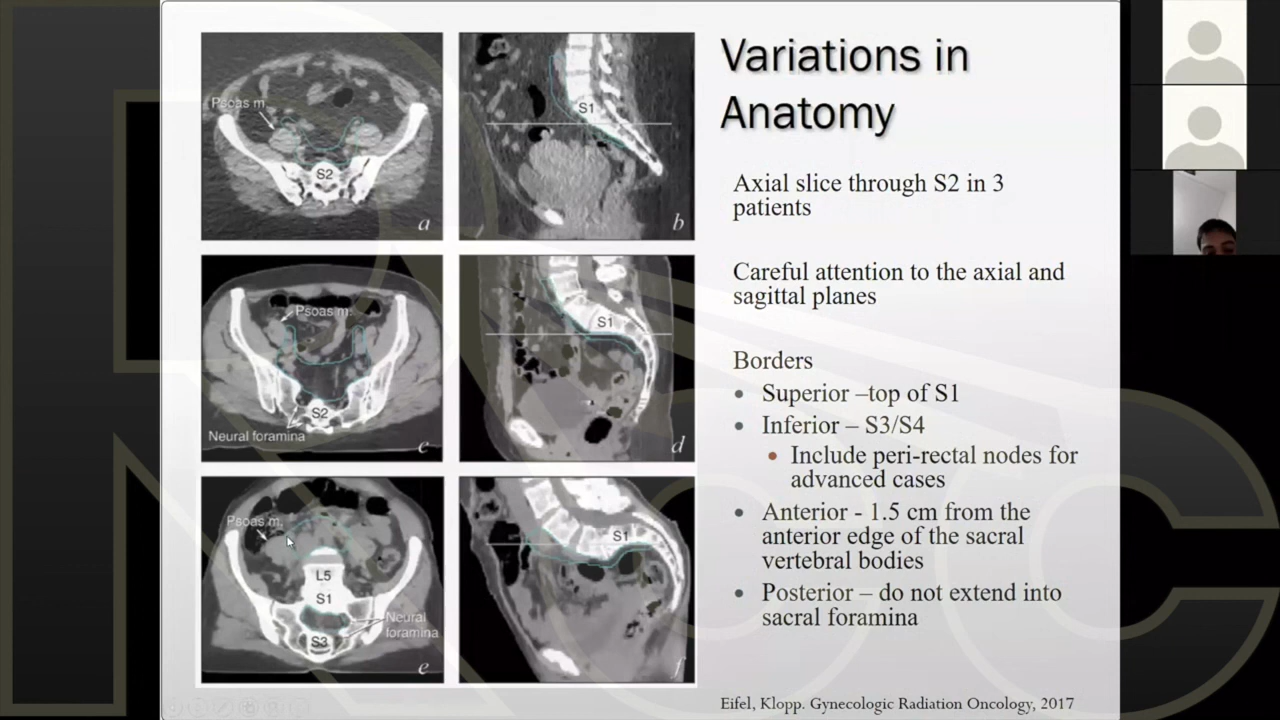 Variations in
Anatomy
Axial slice through S2 in 3
patients
Careful attention to the axial and
sagittal planes
Borders
• Superior –top of S1
• Inferior – S3/S4
• Include peri-rectal nodes for
advanced cases
• Anterior - 1.5 cm from the
anterior edge of the sacral
vertebral bodies
• Posterior – do not extend into
sacral foramina
Eifel, Klopp. Gynecologic Radiation Oncology, 2017
Psoas m.
S2
a
S1
b
Psoas m.
S2
Neural foramina
c
S1
d
Psoas m.
L5
S1
Neural
foramina
S3
e
S1
f